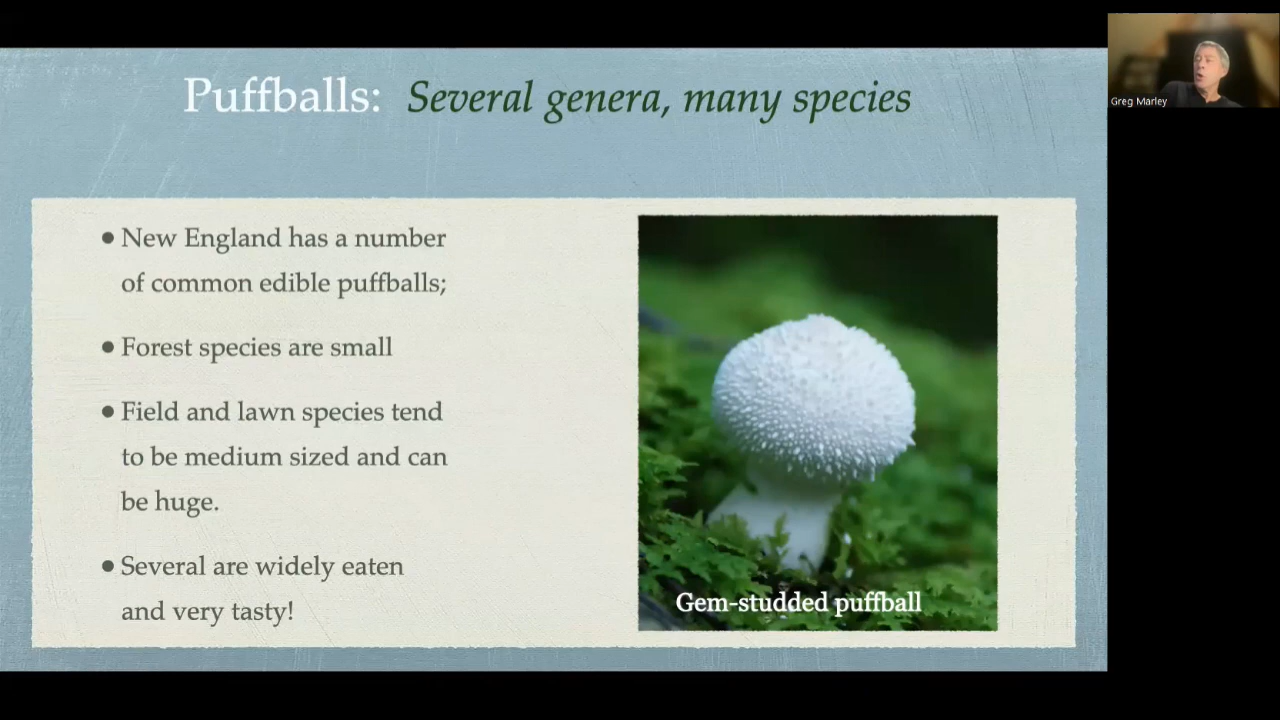 Puffballs: Several genera, many species
Greg Marley
● New England has a number
of common edible puffballs;
● Forest species are small
● Field and lawn species tend
to be medium sized and can
be huge.
● Several are widely eaten
and very tasty!
Gem-studded puffball